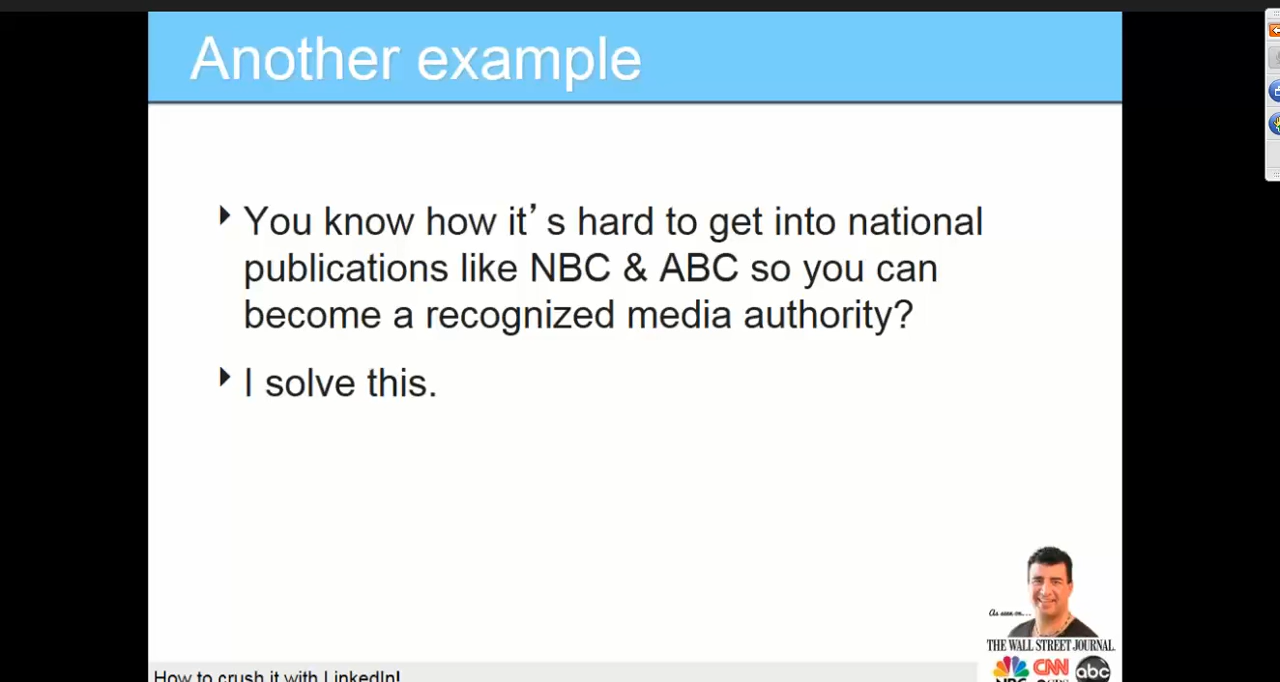 Another example
You know how it’s hard to get into national
publications like NBC & ABC so you can
become a recognized media authority?
I solve this.
As seen on...
THE WALL STREET JOURNAL.
NBC CNN abc
How to crush it with LinkedIn!